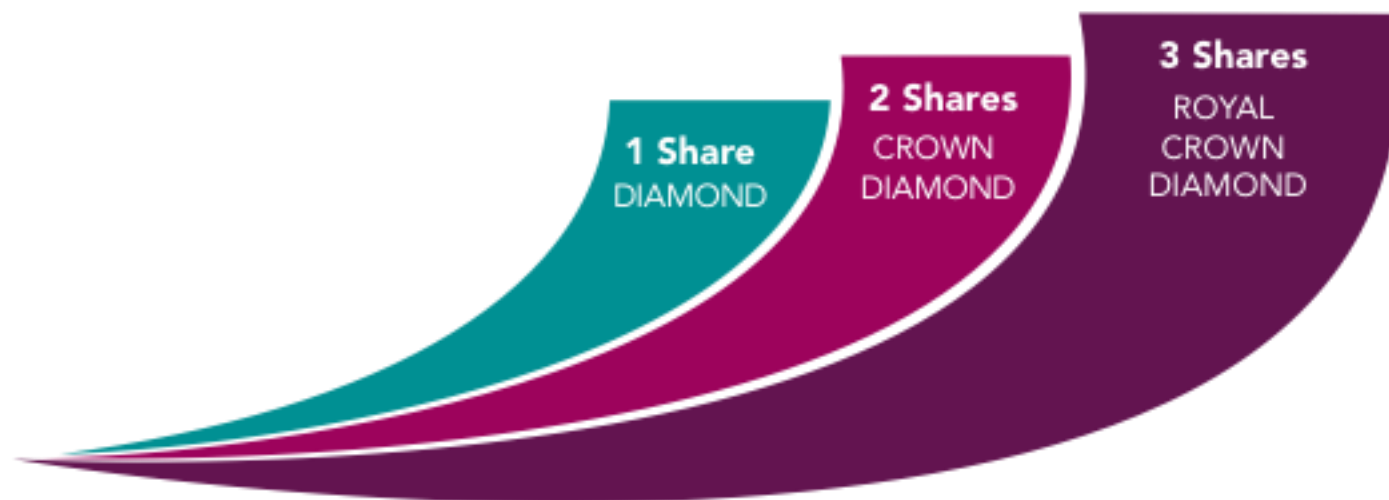 1 Share
DIAMOND
2 Shares
CROWN
DIAMOND
3 Shares
ROYAL
CROWN
DIAMOND